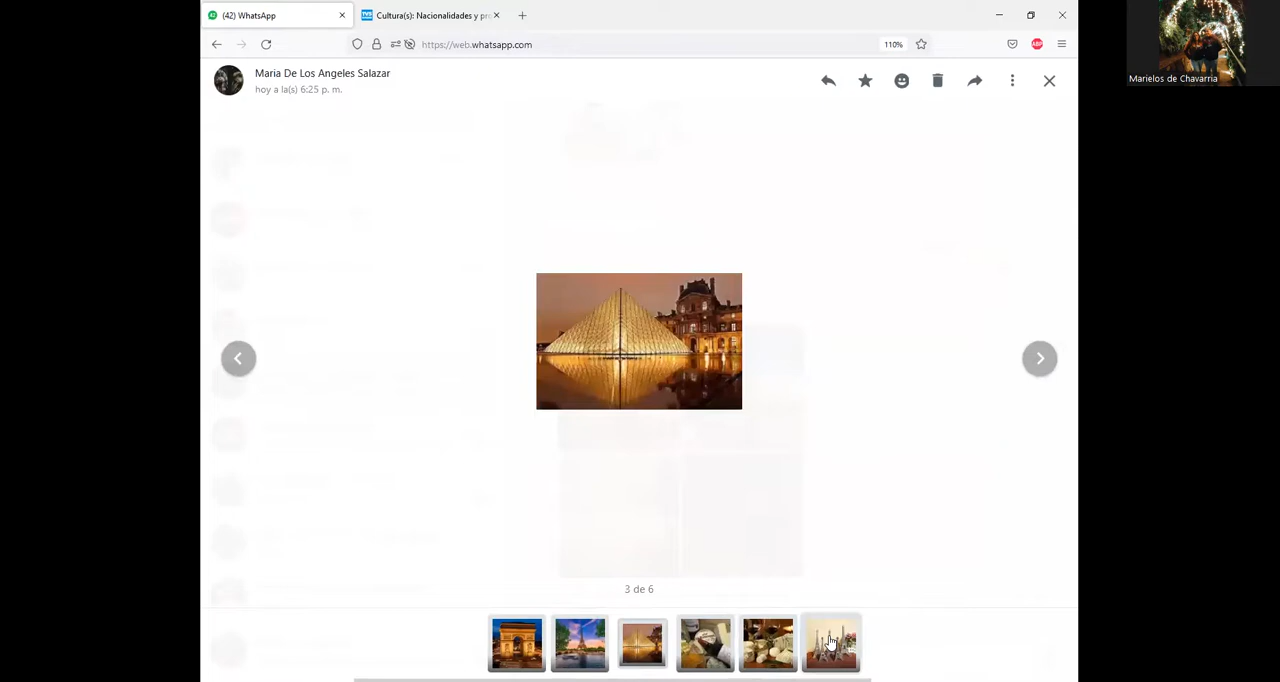 (42) WhatsApp
Cultura(s): Nacionalidades y pr
https://web.whatsapp.com
110%
ABP
Maria De Los Angeles Salazar
hoy a la(s) 6:25 p. m.
Marielos de Chavarria
3 de 6